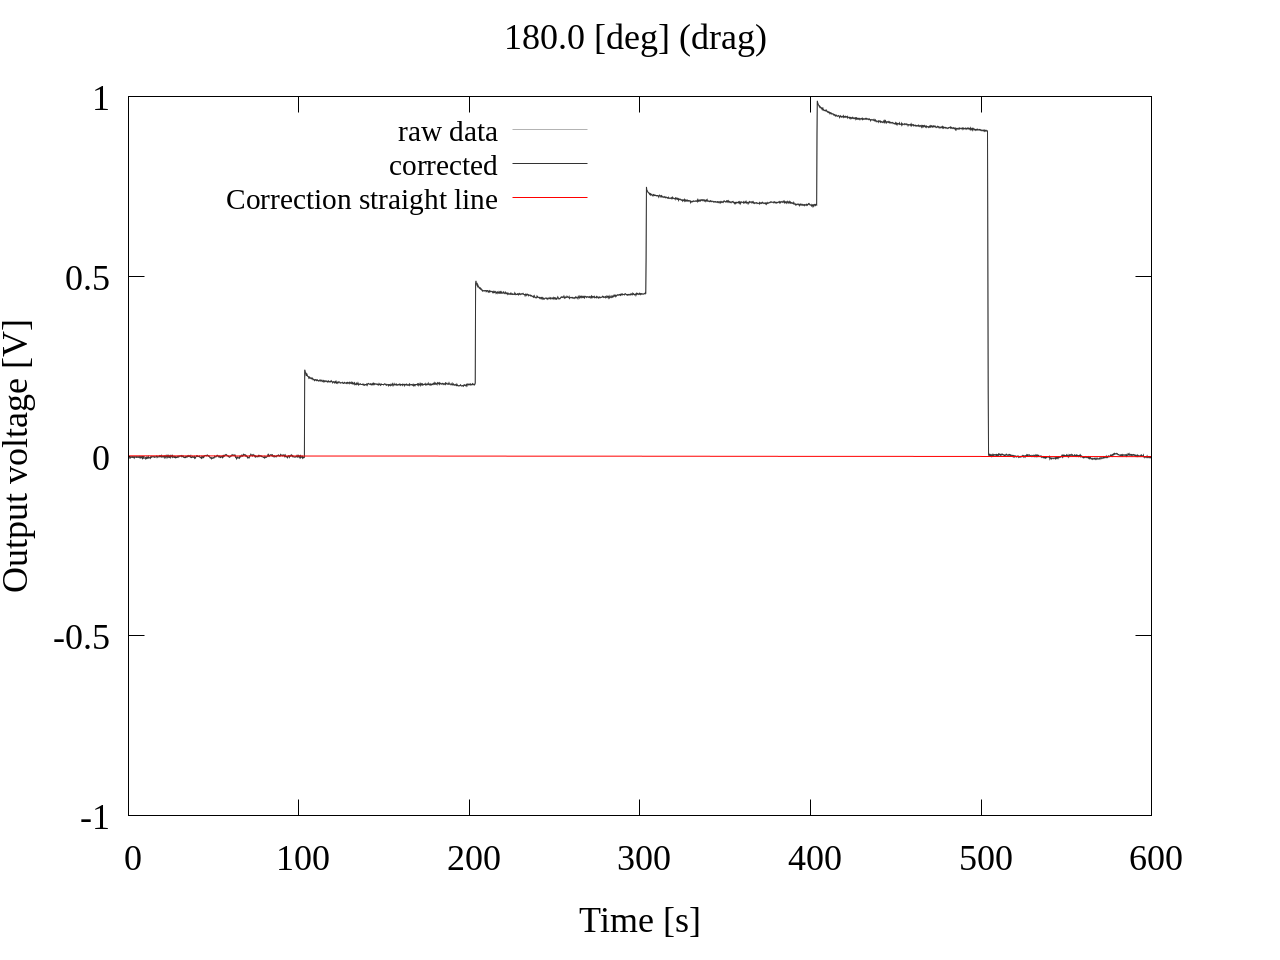 180.0 [deg] (drag)
raw data
corrected
Correction straight line
1
0.5
0
-0.5
-1
Output voltage [V]
0 100 200 300 400 500 600
Time [s]